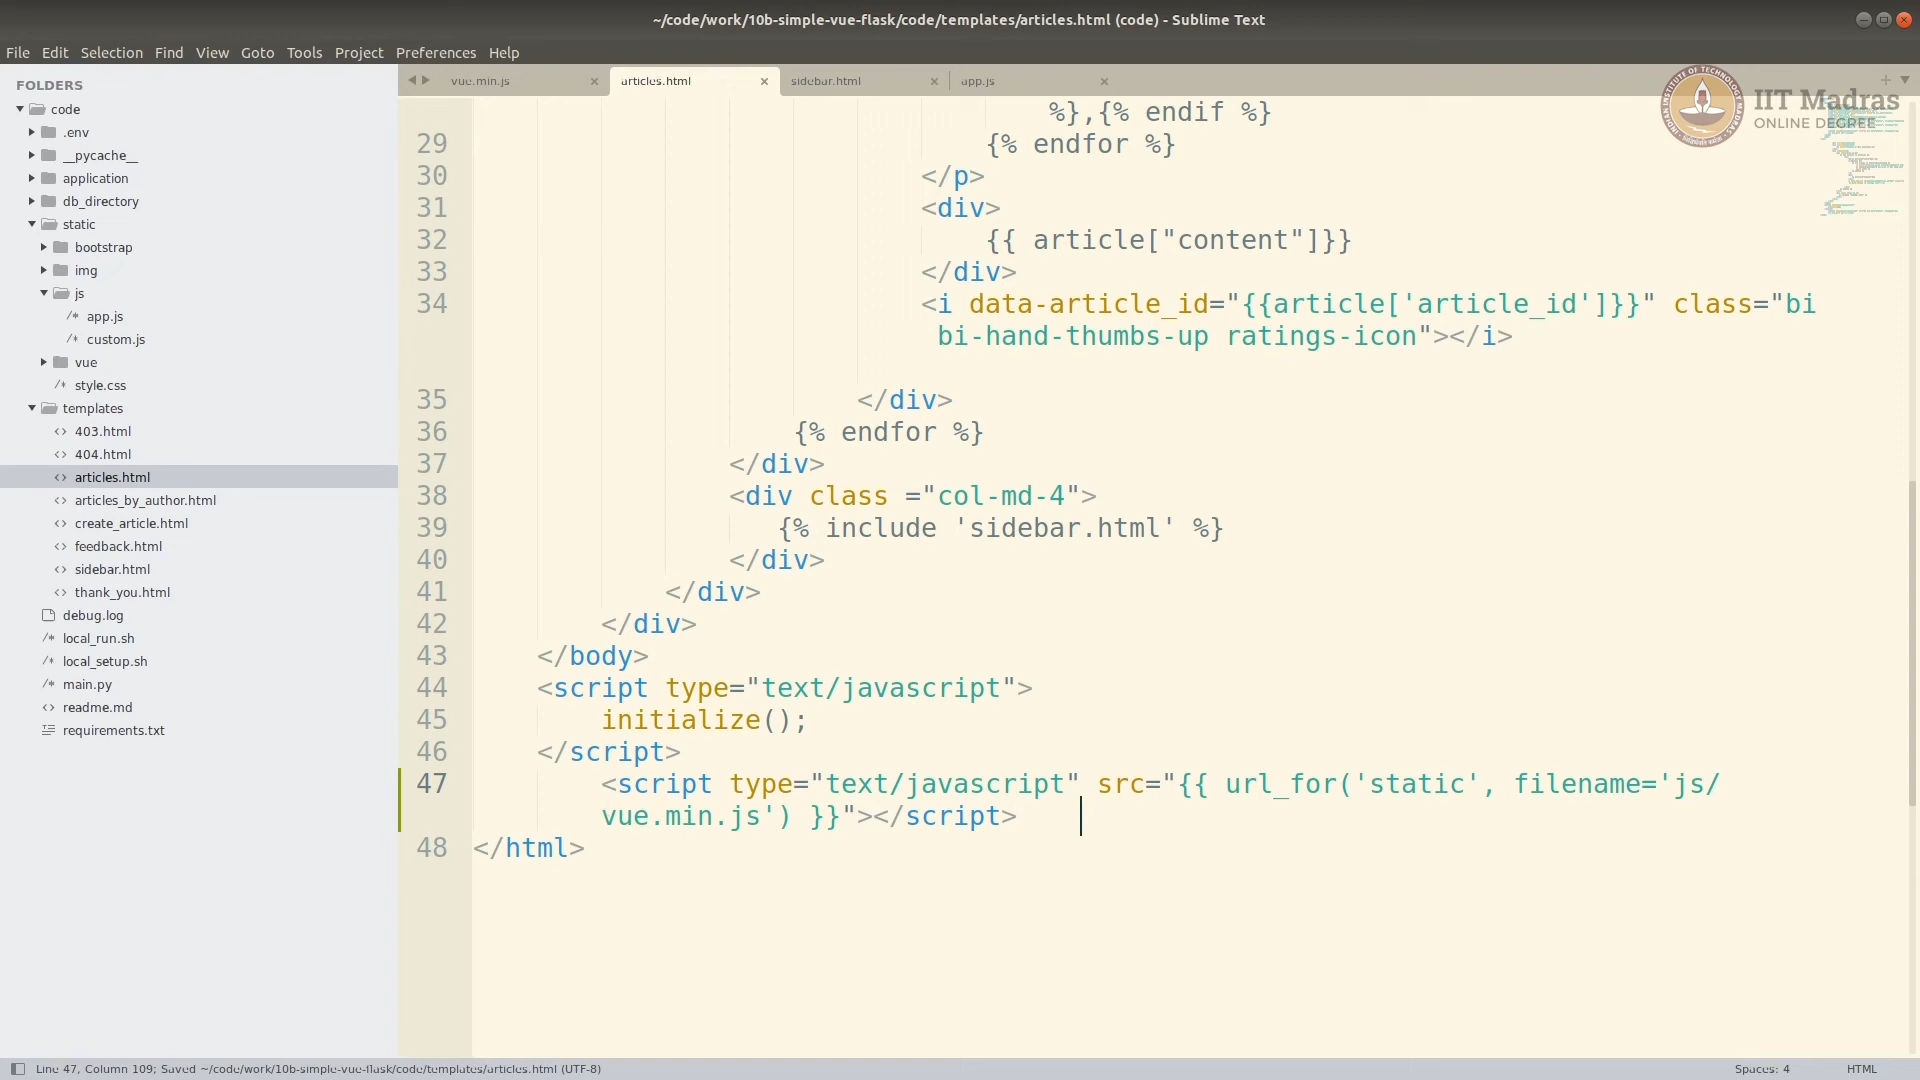 ~/code/work/10b-simple-vue-flask/code/templates/articles.html (code) - Sublime Text
File Edit Selection Find View Goto Tools Project Preferences Help
FOLDERS
code
.env
__pycache__
application
db_directory
static
bootstrap
img
js
app.js
custom.js
vue
style.css
templates
403.html
404.html
articles.html
articles_by_author.html
create_article.html
feedback.html
sidebar.html
thank_you.html
debug.log
local_run.sh
local_setup.sh
main.py
readme.md
requirements.txt
vue.min.js articles.html sidebar.html app.js
IIT Madras
ONLINE DEGREE
%},{% endif %}
29 {% endfor %}
30 </p>
31 <div>
32 {{ article["content"]}}
33 </div>
34 <i data-article_id="{{article['article_id']}}" class="bi
bi-hand-thumbs-up ratings-icon"></i>
35 </div>
36 {% endfor %}
37 </div>
38 <div class ="col-md-4">
39 {% include 'sidebar.html' %}
40 </div>
41 </div>
42 </div>
43 </body>
44 <script type="text/javascript">
45 initialize();
46 </script>
47 <script type="text/javascript" src="{{ url_for('static', filename='js/
vue.min.js') }}"></script>
48 </html>
Line 47, Column 109; Saved ~/code/work/10b-simple-vue-flask/code/templates/articles.html (UTF-8)
Spaces: 4 HTML